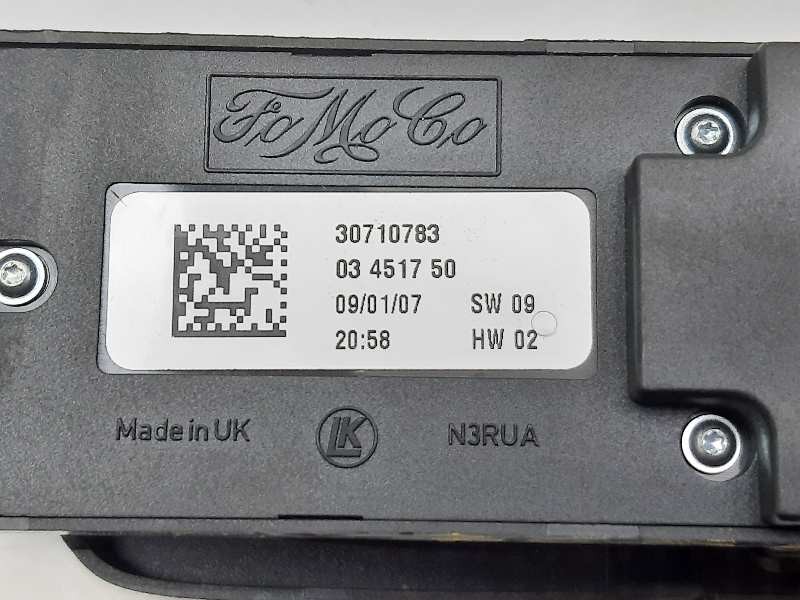 FoMoCo
30710783
03 4517 50
09/01/07 SW 09
20:58 HW 02
Made in UK LK N3RUA